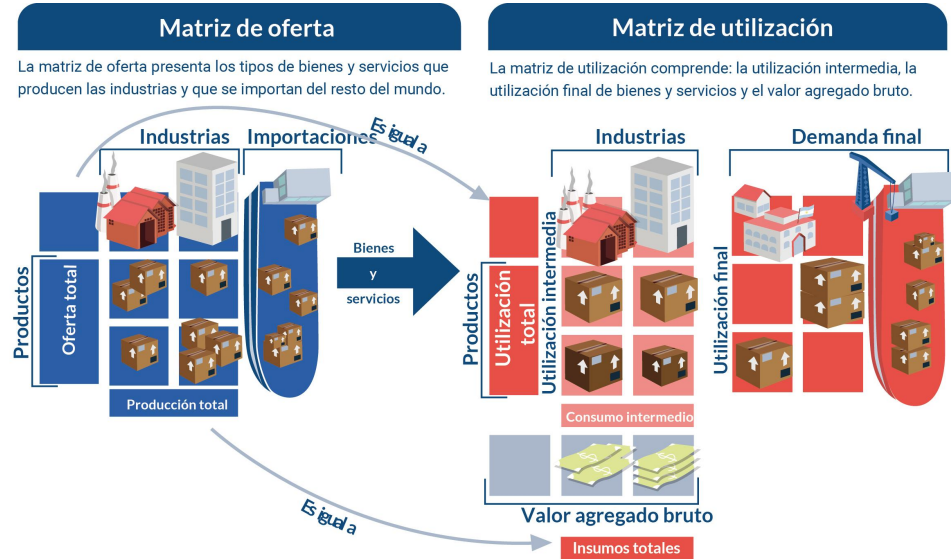 Matriz de oferta
La matriz de oferta presenta los tipos de bienes y servicios que
producen las industrias y que se importan del resto del mundo.
Industrias
Importaciones
Es igual a
Productos
Oferta total
Producción total
Bienes
y
servicios
Es igual a
Matriz de utilización
La matriz de utilización comprende: la utilización intermedia, la
utilización final de bienes y servicios y el valor agregado bruto.
Industrias
Demanda final
Productos
Utilización
total
Utilización intermedia
Utilización final
Consumo intermedio
Valor agregado bruto
Insumos totales